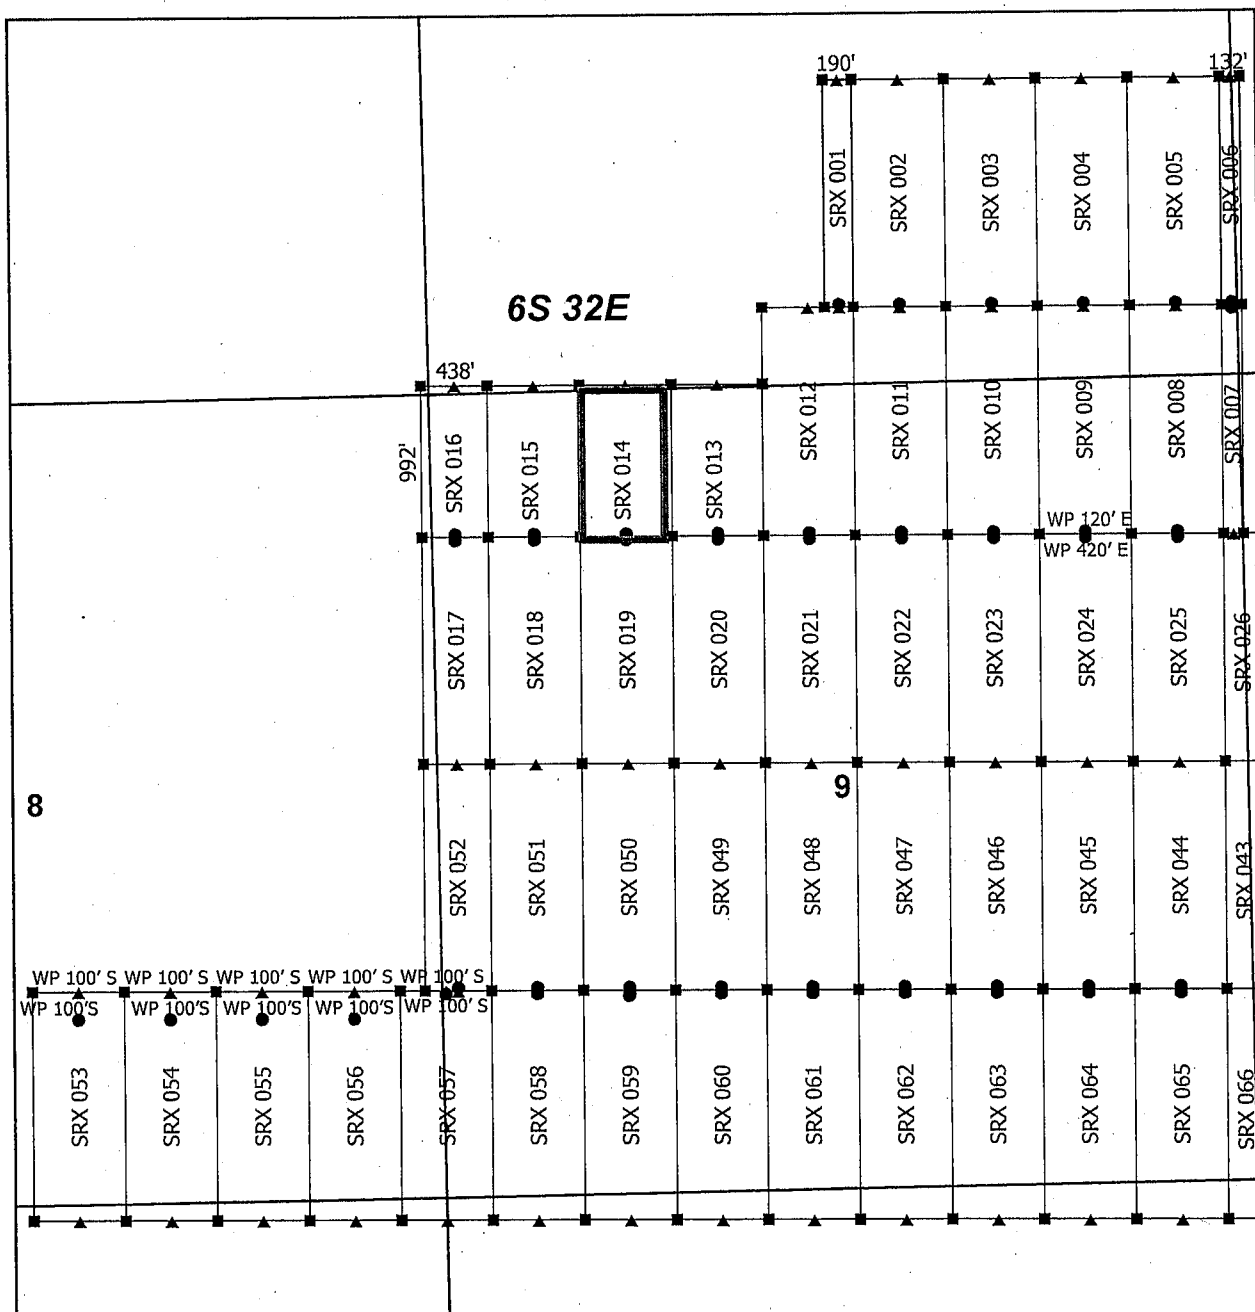 190'
132'
SRX 001
SRX 002
SRX 003
SRX 004
SRX 005
SRX 006
6S 32E
438'
992'
SRX 016
SRX 015
SRX 014
SRX 013
SRX 012
SRX 011
SRX 010
SRX 009
SRX 008
SRX 007
WP 120' E
WP 420' E
SRX 017
SRX 018
SRX 019
SRX 020
SRX 021
SRX 022
SRX 023
SRX 024
SRX 025
SRX 026
8
9
SRX 052
SRX 051
SRX 050
SRX 049
SRX 048
SRX 047
SRX 046
SRX 045
SRX 044
SRX 043
WP 100' S WP 100' S WP 100' S WP 100' S WP 100' S
WP 100'S WP 100'S WP 100'S WP 100'S WP 100' S
SRX 053
SRX 054
SRX 055
SRX 056
SRX 057
SRX 058
SRX 059
SRX 060
SRX 061
SRX 062
SRX 063
SRX 064
SRX 065
SRX 066